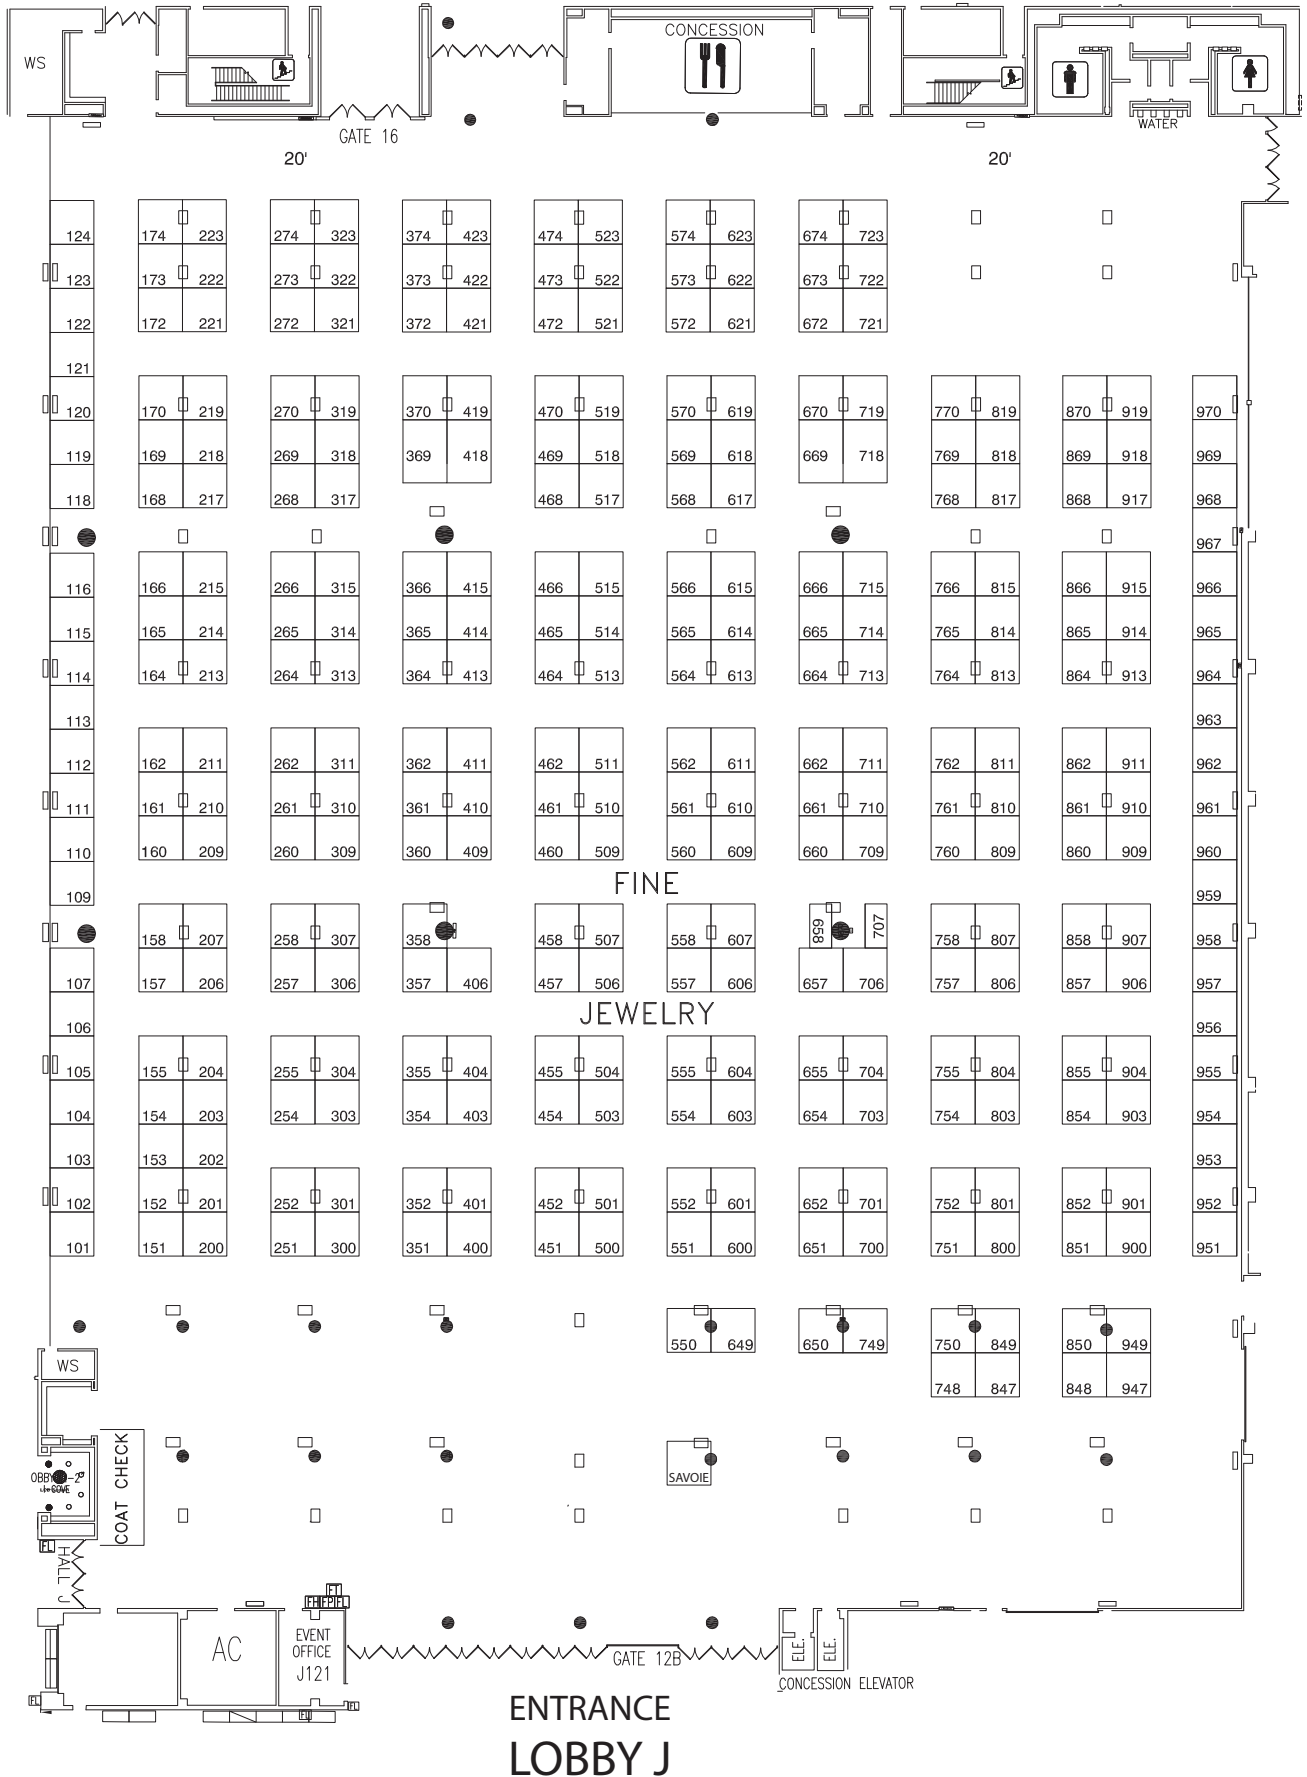 CONCESSION
WS
WATER
GATE 16
20' 20'
124 174 223 274 323 374 423 474 523 574 623 674 723
123 173 222 273 322 373 422 473 522 573 622 673 722
122 172 221 272 321 372 421 472 521 572 621 672 721
121
120 170 219 270 319 370 419 470 519 570 619 670 719 770 819 870 919 970
119 169 218 269 318 369 418 469 518 569 618 669 718 769 818 869 918 969
118 168 217 268 317 468 517 568 617 768 817 868 917 968
967
116 166 215 266 315 366 415 466 515 566 615 666 715 766 815 866 915 966
115 165 214 265 314 365 414 465 514 565 614 665 714 765 814 865 914 965
114 164 213 264 313 364 413 464 513 564 613 664 713 764 813 864 913 964
113 963
112 162 211 262 311 362 411 462 511 562 611 662 711 762 811 862 911 962
111 161 210 261 310 361 410 461 510 561 610 661 710 761 810 861 910 961
110 160 209 260 309 360 409 460 509 560 609 660 709 760 809 860 909 960
FINE
109 959
158 207 258 307 358 458 507 558 607 658 707 758 807 858 907 958
107 157 206 257 306 357 406 457 506 557 606 657 706 757 806 857 906 957
JEWELRY
106 956
105 155 204 255 304 355 404 455 504 555 604 655 704 755 804 855 904 955
104 154 203 254 303 354 403 454 503 554 603 654 703 754 803 854 903 954
103 153 202 953
102 152 201 252 301 352 401 452 501 552 601 652 701 752 801 852 901 952
101 151 200 251 300 351 400 451 500 551 600 651 700 751 800 851 900 951
550 649 650 749 750 849 850 949
WS
748 847 848 947
COAT CHECK
SAVOIE
FL
HALL J
FT
FH FP FL
EVENT
OFFICE
J121
AC
GATE 12B
ELE. ELE.
CONCESSION ELEVATOR
FL FL
FL
ENTRANCE
LOBBY J